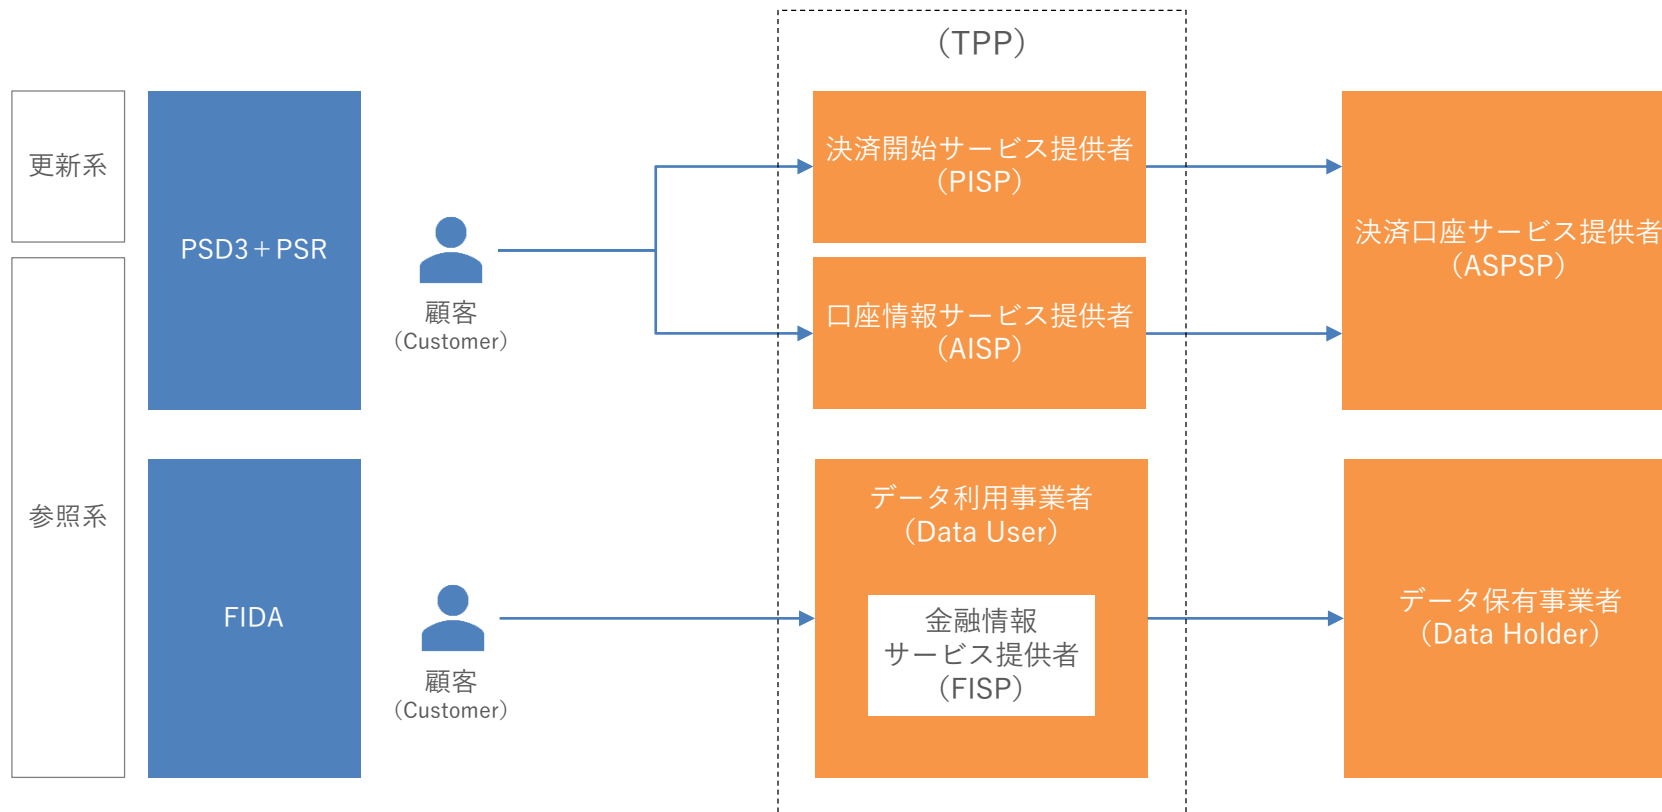 (TPP)
更新系
PSD3＋PSR
顧客
(Customer)
決済開始サービス提供者
(PISP)
口座情報サービス提供者
(AISP)
決済口座サービス提供者
(ASPSP)
参照系
FIDA
顧客
(Customer)
データ利用事業者
(Data User)
金融情報
サービス提供者
(FISP)
データ保有事業者
(Data Holder)